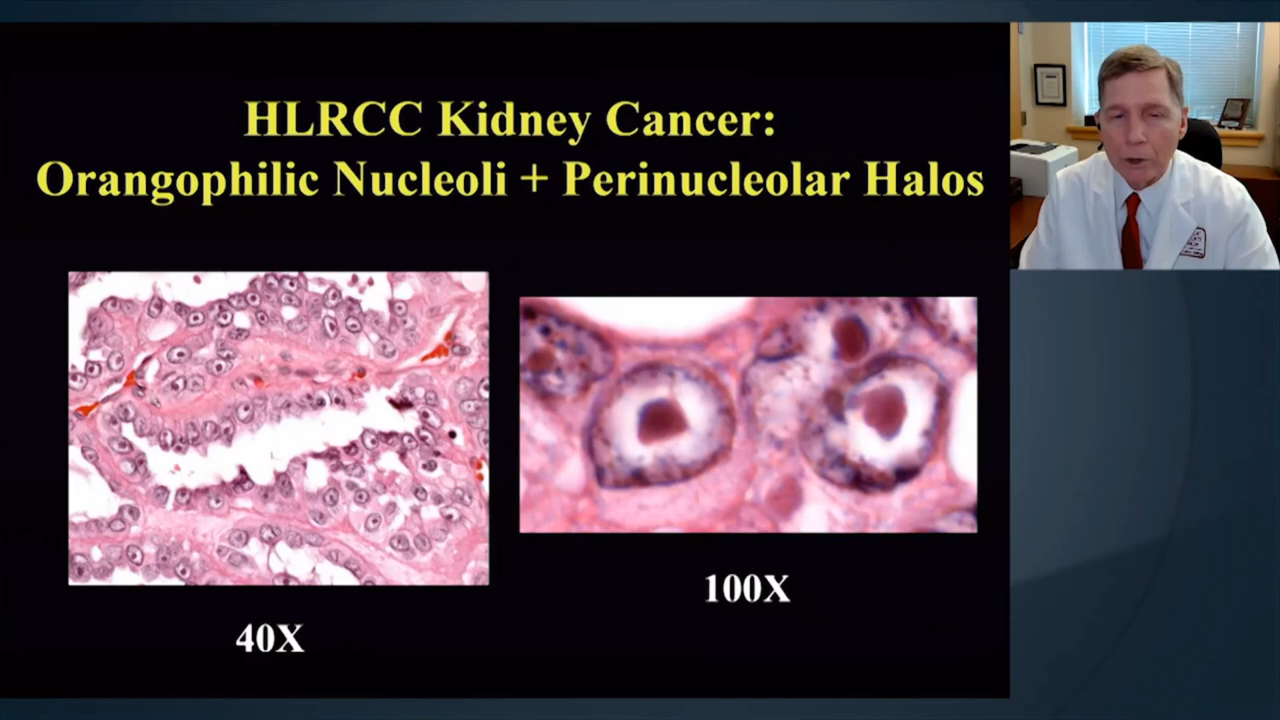 HLRCC Kidney Cancer:
Orangophilic Nucleoli + Perinucleolar Halos
40X
100X